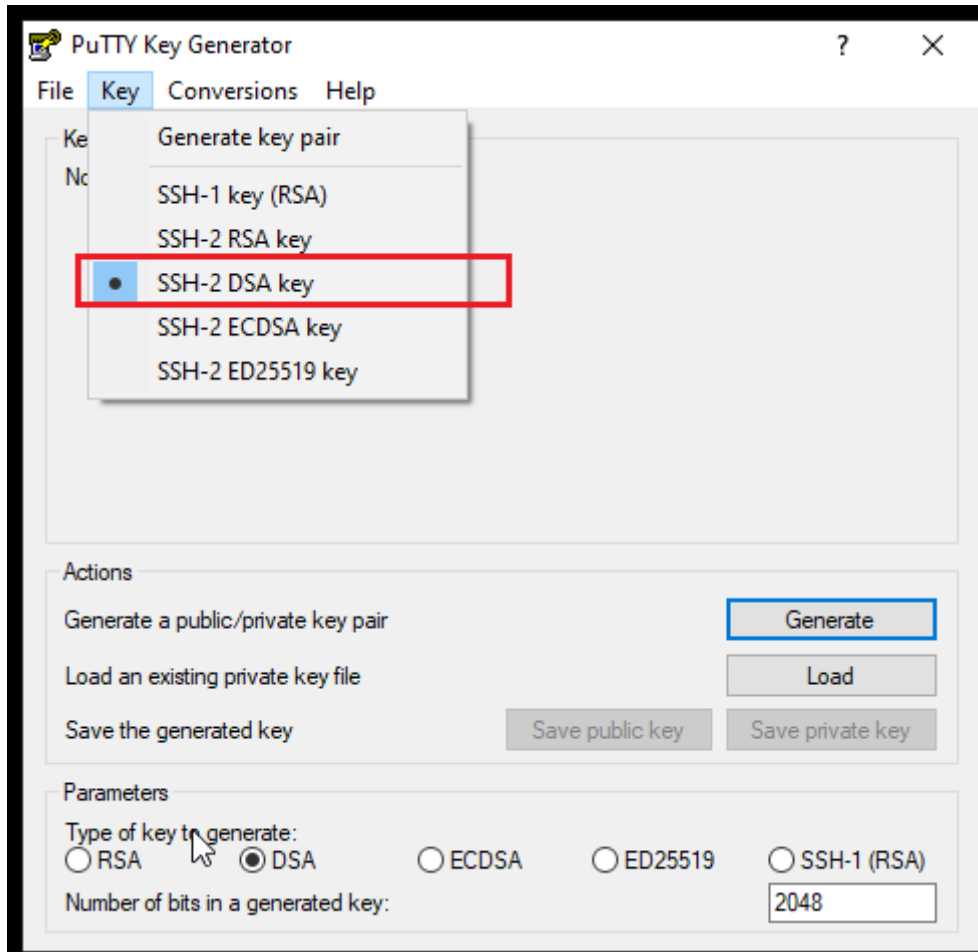 PuTTY Key Generator
?
File Key Conversions Help
Ke
Generate key pair
No
SSH-1 key (RSA)
SSH-2 RSA key
SSH-2 DSA key
SSH-2 ECDSA key
SSH-2 ED25519 key
Actions
Generate a public/private key pair Generate
Load an existing private key file Load
Save the generated key Save public key Save private key
Parameters
Type of key to generate:
RSA DSA ECDSA ED25519 SSH-1 (RSA)
Number of bits in a generated key: 2048